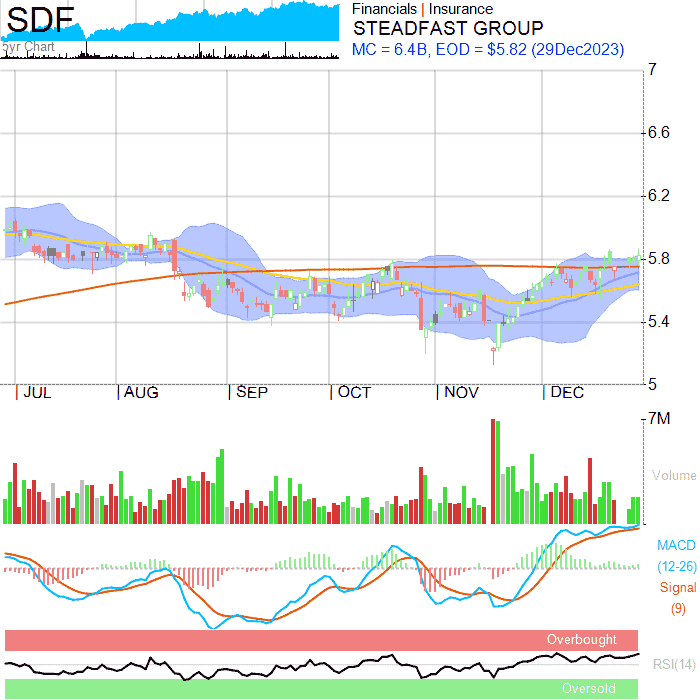 SDF
5yr Chart
Financials | Insurance
STEADFAST GROUP
MC = 6.4B, EOD = $5.82 (29Dec2023)
7
6.6
6.2
5.8
5.4
5
JUL AUG SEP OCT NOV DEC
7M
Volume
MACD
(12-26)
Signal
(9)
Overbought
RSI(14)
Oversold